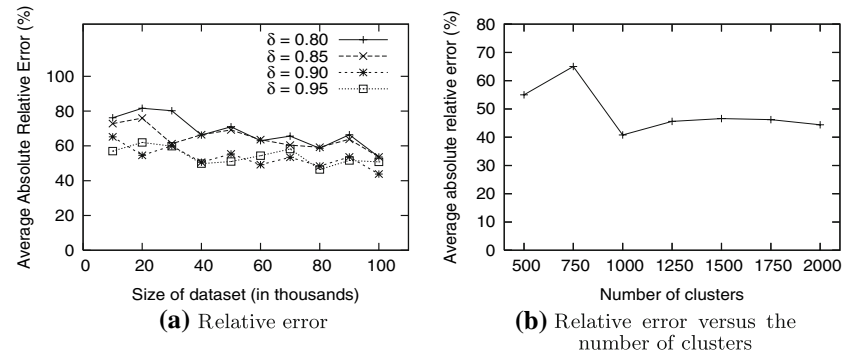 Average Absolute Relative Error (%)
δ = 0.80
δ = 0.85
δ = 0.90
δ = 0.95
100
80
60
40
20
0
0 20 40 60 80 100
Size of dataset (in thousands)
(a) Relative error
Average absolute relative error (%)
80
70
60
50
40
30
20
10
0
500 750 1000 1250 1500 1750 2000
Number of clusters
(b) Relative error versus the
number of clusters